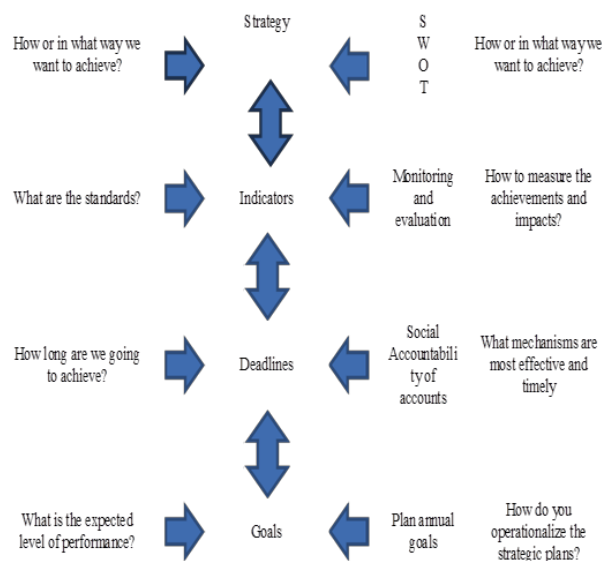 Strategy
How or in what way we
want to achieve?
S
W
O
T
How or in what way we
want to achieve?
What are the standards?
Indicators
Monitoring
and
evaluation
How to measure the
achievements and
impacts?
How long are we going
to achieve?
Deadlines
Social
Accountabili
ty of
accounts
What mechanisms are
most effective and
timely
What is the expected
level of performance?
Goals
Plan annual
goals
How do you
operationalize the
strategic plans?